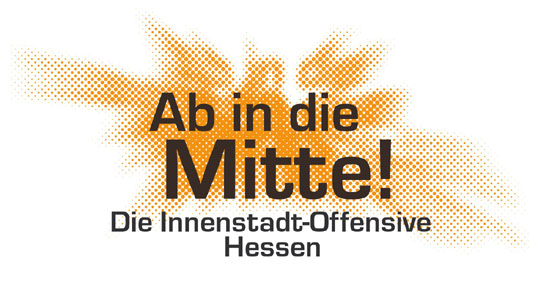 Ab in die
Mitte!
Die Innenstadt-Offensive
Hessen